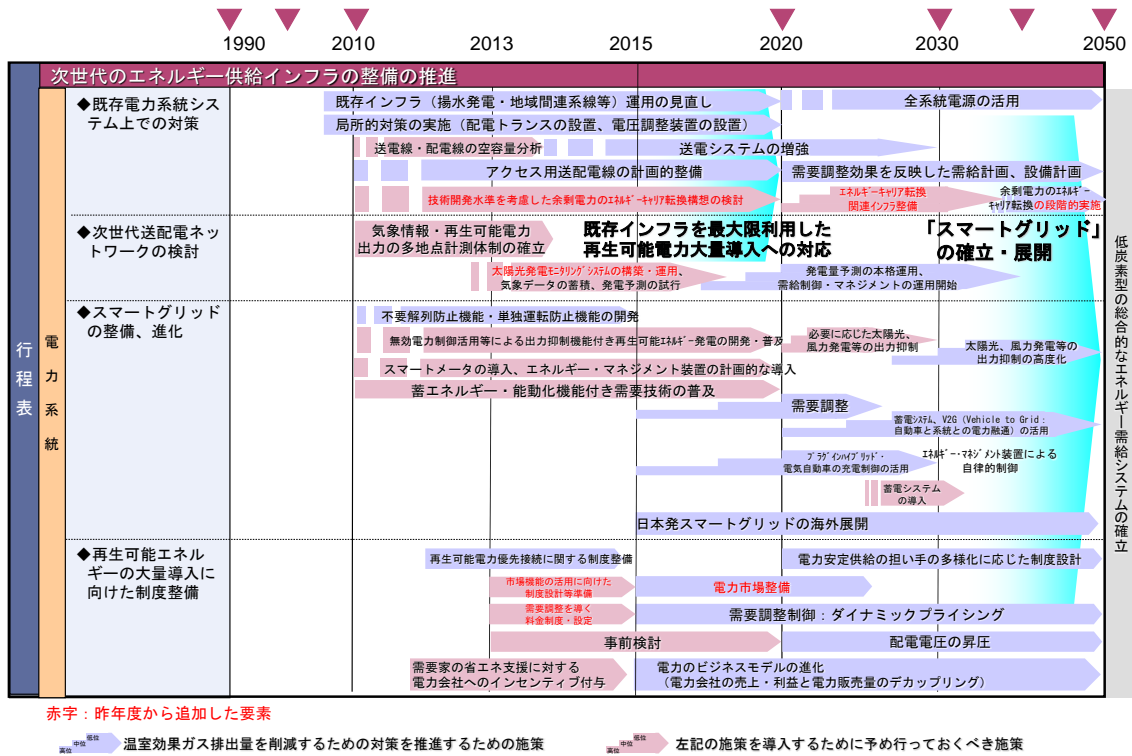 1990 2010 2013 2015 2020 2030 2050
次世代のエネルギー供給インフラの整備の推進
行程表
電力系統
◆既存電力系統システム上での対策
既存インフラ（揚水発電・地域間連系線等）運用の見直し
全系統電源の活用
局所的対策の実施（配電トランスの設置、電圧調整装置の設置）
送電線・配電線の空容量分析
送電システムの増強
アクセス用送配電線の計画的整備
需要調整効果を反映した需給計画、設備計画
技術開発水準を考慮した余剰電力のｴﾈﾙｷﾞｰｷｬﾘｱ転換構想の検討
ｴﾈﾙｷﾞｰｷｬﾘｱ転換
関連インフラ整備
余剰電力のｴﾈﾙｷﾞｰ
ｷｬﾘｱ転換の段階的実施
◆次世代送配電ネットワークの検討
気象情報・再生可能電力
出力の多地点計測体制の確立
既存インフラを最大限利用した
再生可能電力大量導入への対応
「スマートグリッド」
の確立・展開
太陽光発電ﾓﾆﾀﾘﾝｸﾞｼｽﾃﾑの構築・運用、
気象データの蓄積、発電予測の試行
発電量予測の本格運用、
需給制御・マネジメントの運用開始
◆スマートグリッドの整備、進化
不要解列防止機能・単独運転防止機能の開発
無効電力制御活用等による出力抑制機能付き再生可能ｴﾈﾙｷﾞｰ発電の開発・普及
必要に応じた太陽光、
風力発電等の出力抑制
太陽光、風力発電等の
出力抑制の高度化
スマートメータの導入、エネルギー・マネジメント装置の計画的な導入
蓄エネルギー・能動化機能付き需要技術の普及
需要調整
蓄電システム、V2G（Vehicle to Grid：
自動車と系統との電力融通）の活用
ﾌﾟﾗｸﾞｲﾝﾊｲﾌﾞﾘｯﾄﾞ・
電気自動車の充電制御の活用
ｴﾈﾙｷﾞｰ・ﾏﾈｼﾞﾒﾝﾄ装置による
自律的制御
蓄電システム
の導入
日本発スマートグリッドの海外展開
◆再生可能エネルギーの大量導入に向けた制度整備
再生可能電力優先接続に関する制度整備
電力安定供給の担い手の多様化に応じた制度設計
市場機能の活用に向けた
制度設計等準備
電力市場整備
需要調整を導く
料金制度・設定
需要調整制御：ダイナミックプライシング
事前検討
配電電圧の昇圧
需要家の省エネ支援に対する
電力会社へのインセンティブ付与
電力のビジネスモデルの進化
（電力会社の売上・利益と電力販売量のデカップリング）
低炭素型の総合的なエネルギー需給システムの確立
赤字：昨年度から追加した要素
高位 中位 低位
温室効果ガス排出量を削減するための対策を推進するための施策
高位 中位 低位
左記の施策を導入するために予め行っておくべき施策